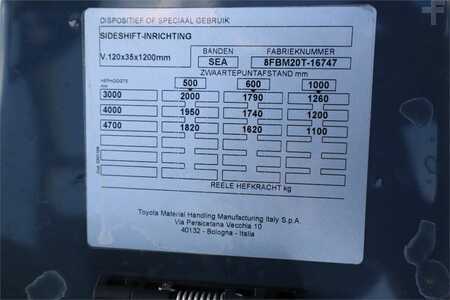 DISPOSITIEF OF SPECIAAL GEBRUIK
SIDESHIFT-INRICHTING
V.120x35x1200mm
BANDEN FABRIEKNUMMER
SEA 8FBM20T-16747
ZWAARTEPUNTAFSTAND mm
HEFHOOGTE mm 500 600 1000
3000 2000 1790 1260
4000 1950 1740 1200
4700 1820 1620 1100
REELE HEFKRACHT kg
Toyota Material Handling Manufacturing Italy S.p.A.
Via Persicetana Vecchia 10
40132 - Bologna - Italia